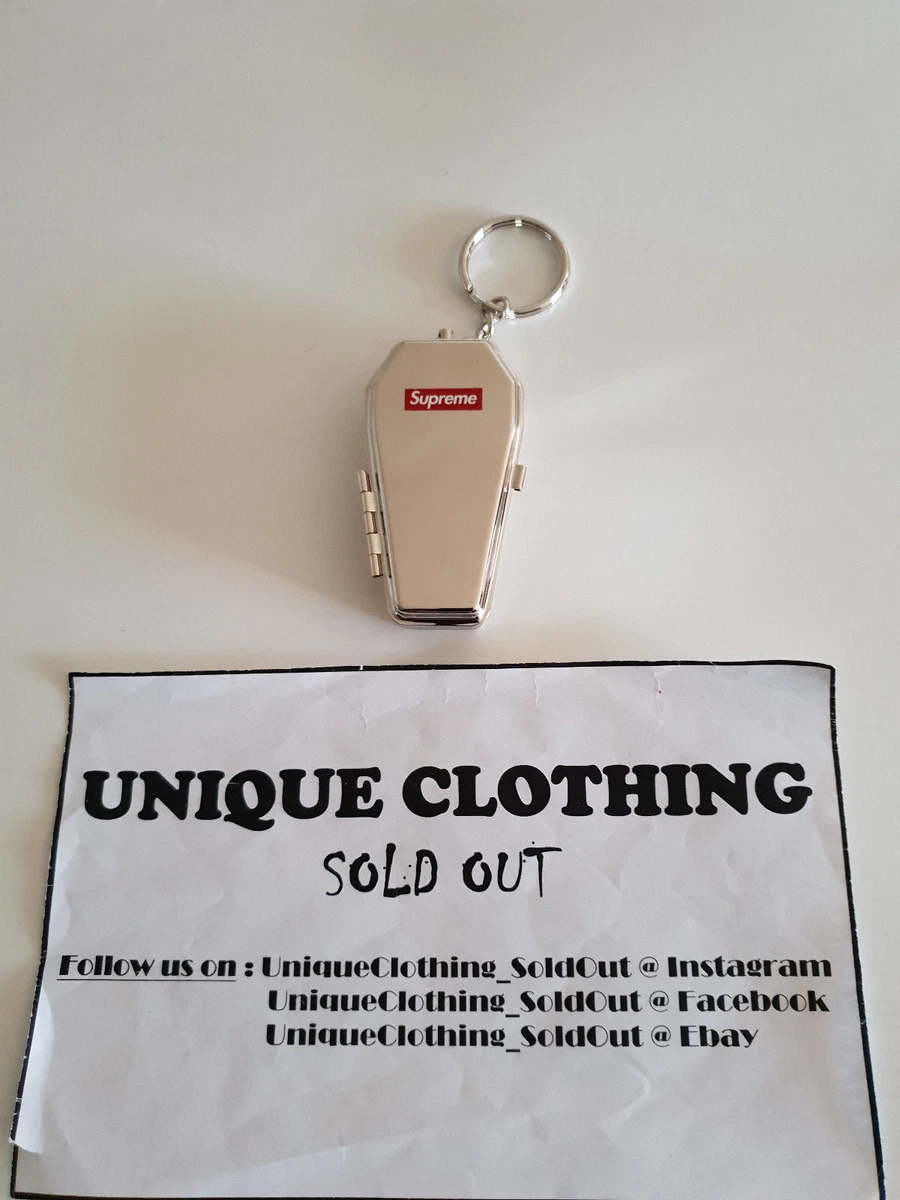 Supreme
UNIQUE CLOTHING
SOLD OUT
Follow us on : UniqueClothing_SoldOut @ Instagram
UniqueClothing_SoldOut @ Facebook
UniqueClothing_SoldOut @ Ebay